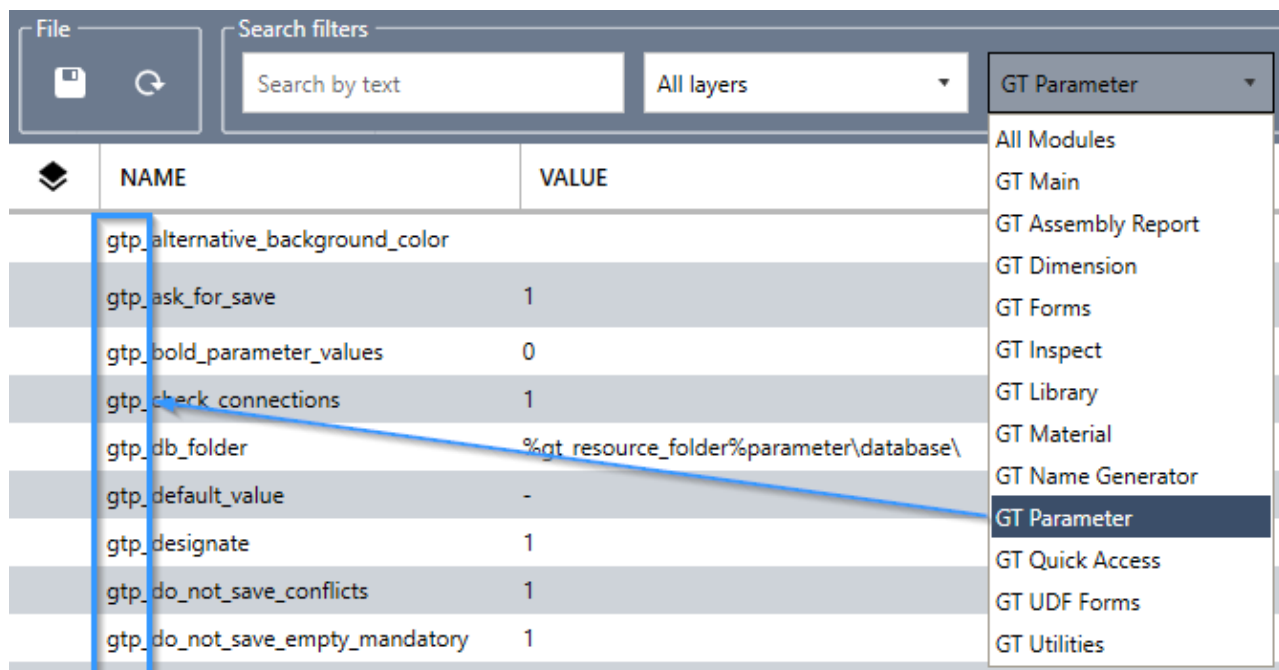 File
Search filters
Search by text
All layers
GT Parameter
NAME
VALUE
gtp_alternative_background_color
gtp_ask_for_save 1
gtp_bold_parameter_values 0
gtp_check_connections 1
gtp_db_folder %gt_resource_folder%parameter\database\
gtp_default_value -
gtp_designate 1
gtp_do_not_save_conflicts 1
gtp_do_not_save_empty_mandatory 1
All Modules
GT Main
GT Assembly Report
GT Dimension
GT Forms
GT Inspect
GT Library
GT Material
GT Name Generator
GT Parameter
GT Quick Access
GT UDF Forms
GT Utilities